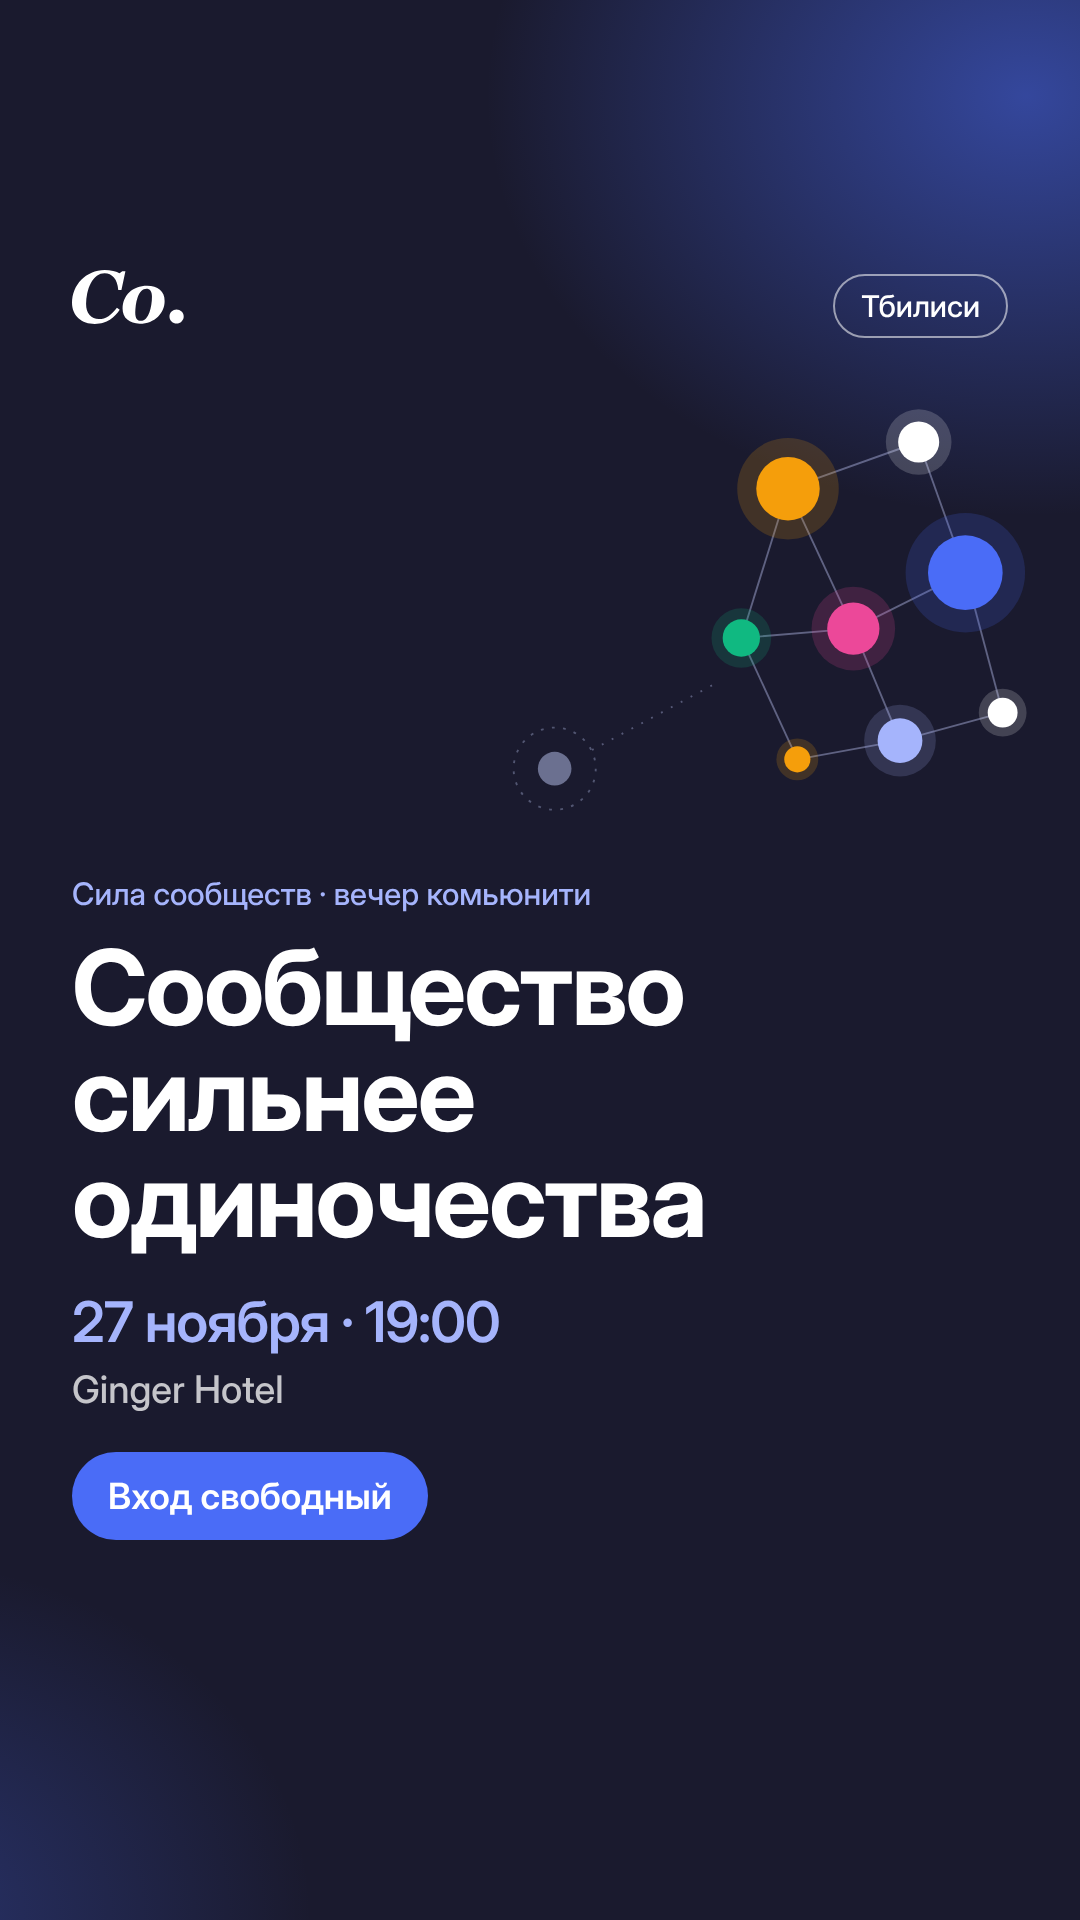 Co.
Тбилиси
Сила сообществ · вечер комьюнити
Сообщество
сильнее
одиночества
27 ноября · 19:00
Ginger Hotel
Вход свободный